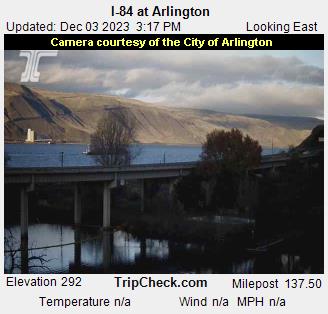 I-84 at Arlington
Updated: Dec 03 2023 3:17 PM Looking East
Camera courtesy of the City of Arlington
Elevation 292 TripCheck.com Milepost 137.50
Temperature n/a Wind n/a MPH n/a